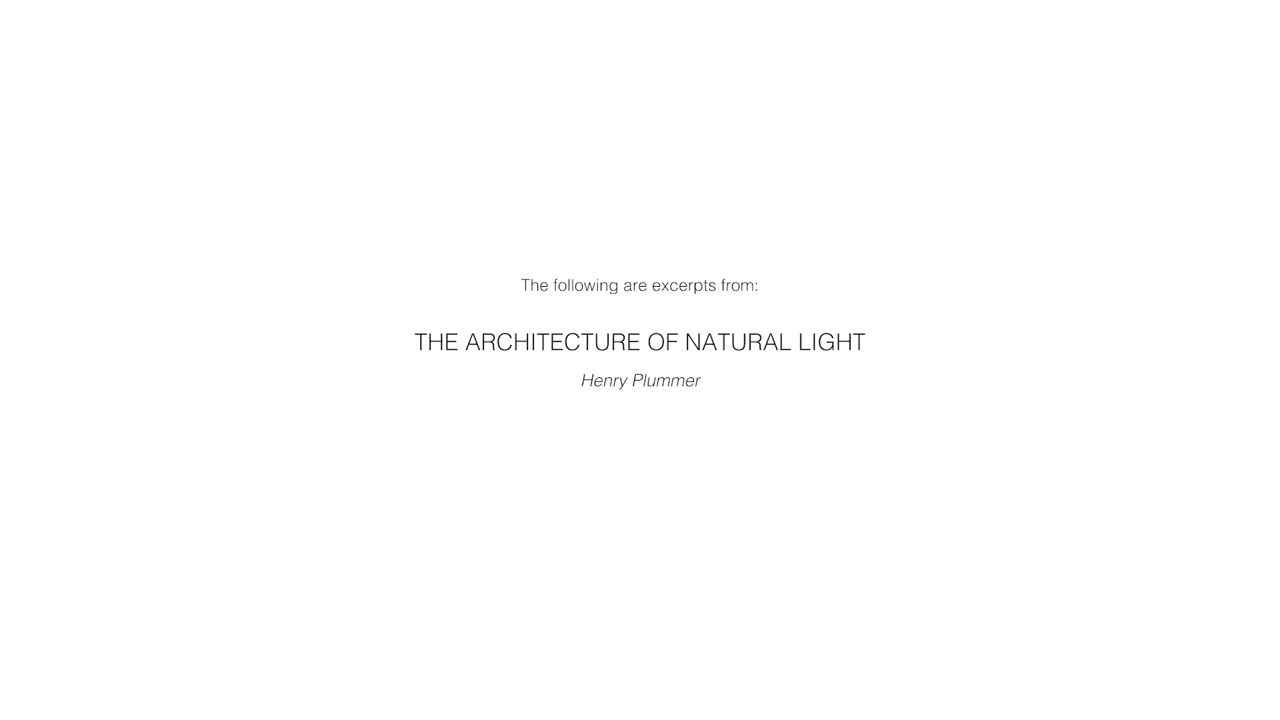 The following are excerpts from:
THE ARCHITECTURE OF NATURAL LIGHT
Henry Plummer